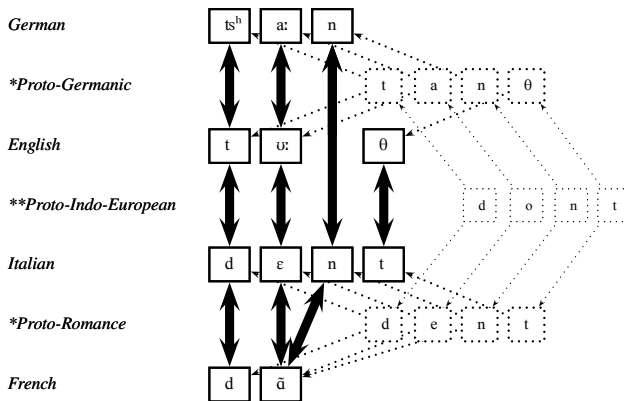 German tsʰ aː n
*Proto-Germanic t a n θ
English t ʊː θ
**Proto-Indo-European d o n t
Italian d ɛ n t
*Proto-Romance d e n t
French d ɑ̃